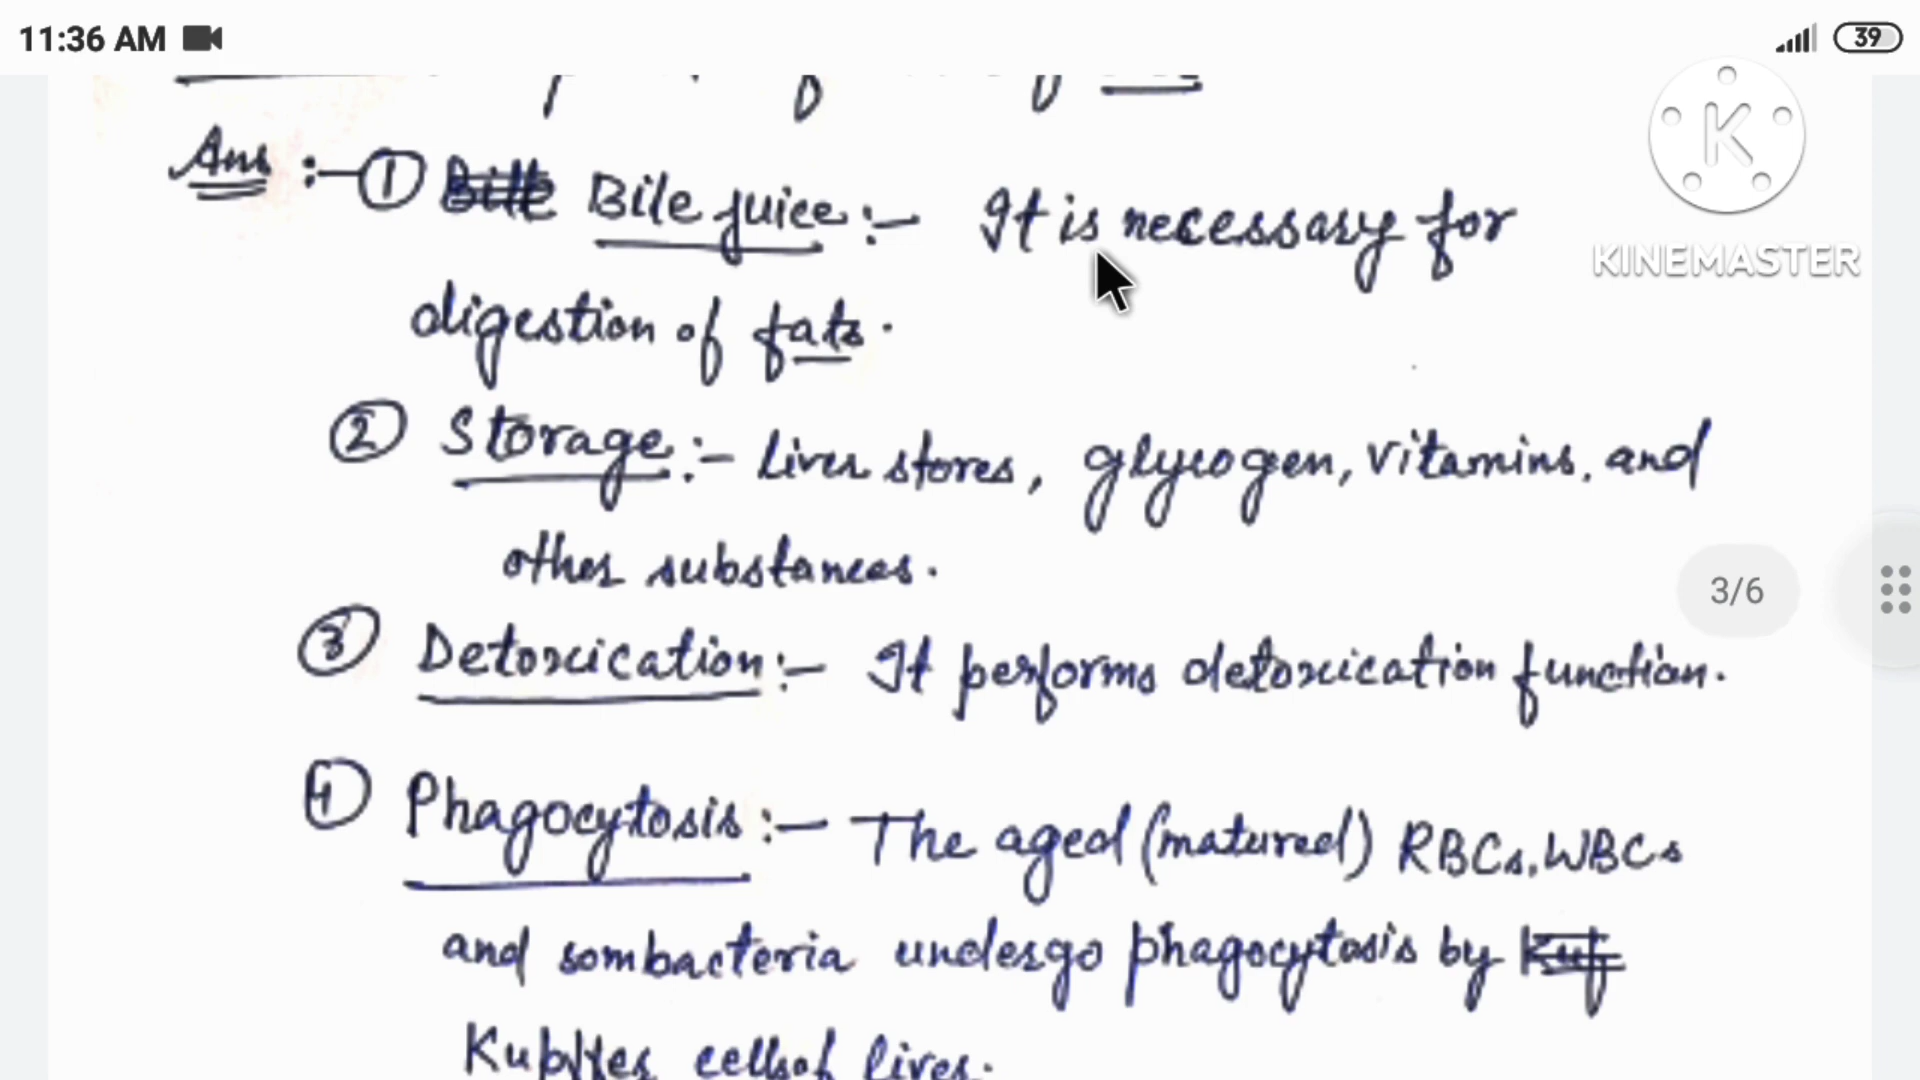 11:36 AM
39
K
KINEMASTER
Ans :- ① Bile juice :- It is necessary for
digestion of fats.
② Storage :- liver stores, glycogen, vitamins, and
other substances.
③ Detoxication :- It performs detoxication function.
④ Phagocytosis :- The aged (matured) RBCs, WBCs
and sombacteria undergo phagocytosis by Kuf
cells of liver.
3/6